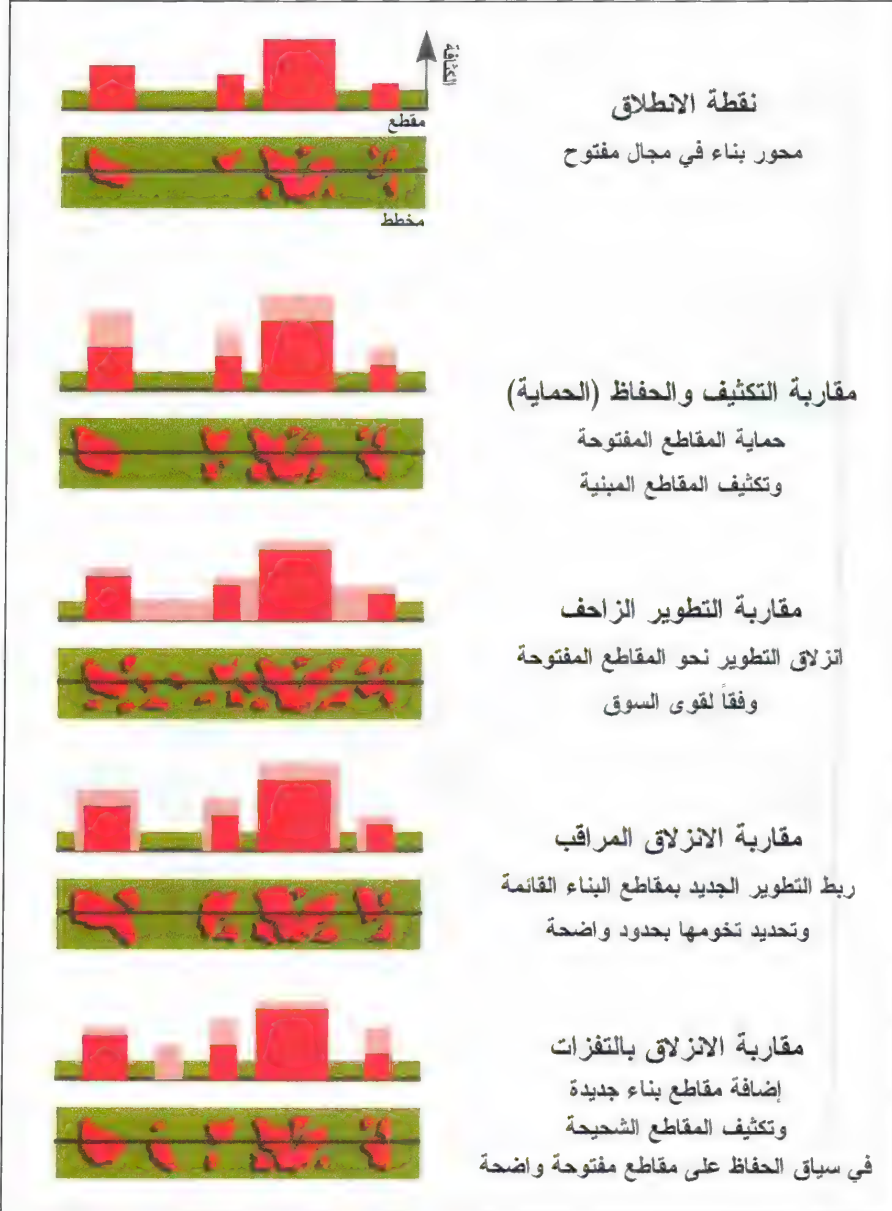 نقطة الانطلاق
محور بناء في مجال مفتوح
الكثافة
مقطع
مخطط
مقاربة التكثيف والحفاظ (الحماية)
حماية المقاطع المفتوحة
وتكثيف المقاطع المبنية
مقاربة التطوير الزاحف
انزلاق التطوير نحو المقاطع المفتوحة
وفقاً لقوى السوق
مقاربة الانزلاق المراقب
ربط التطوير الجديد بمقاطع البناء القائمة
وتحديد تخومها بحدود واضحة
مقاربة الانزلاق بالتفزات
إضافة مقاطع بناء جديدة
وتكثيف المقاطع الشحيحة
في سياق الحفاظ على مقاطع مفتوحة واضحة